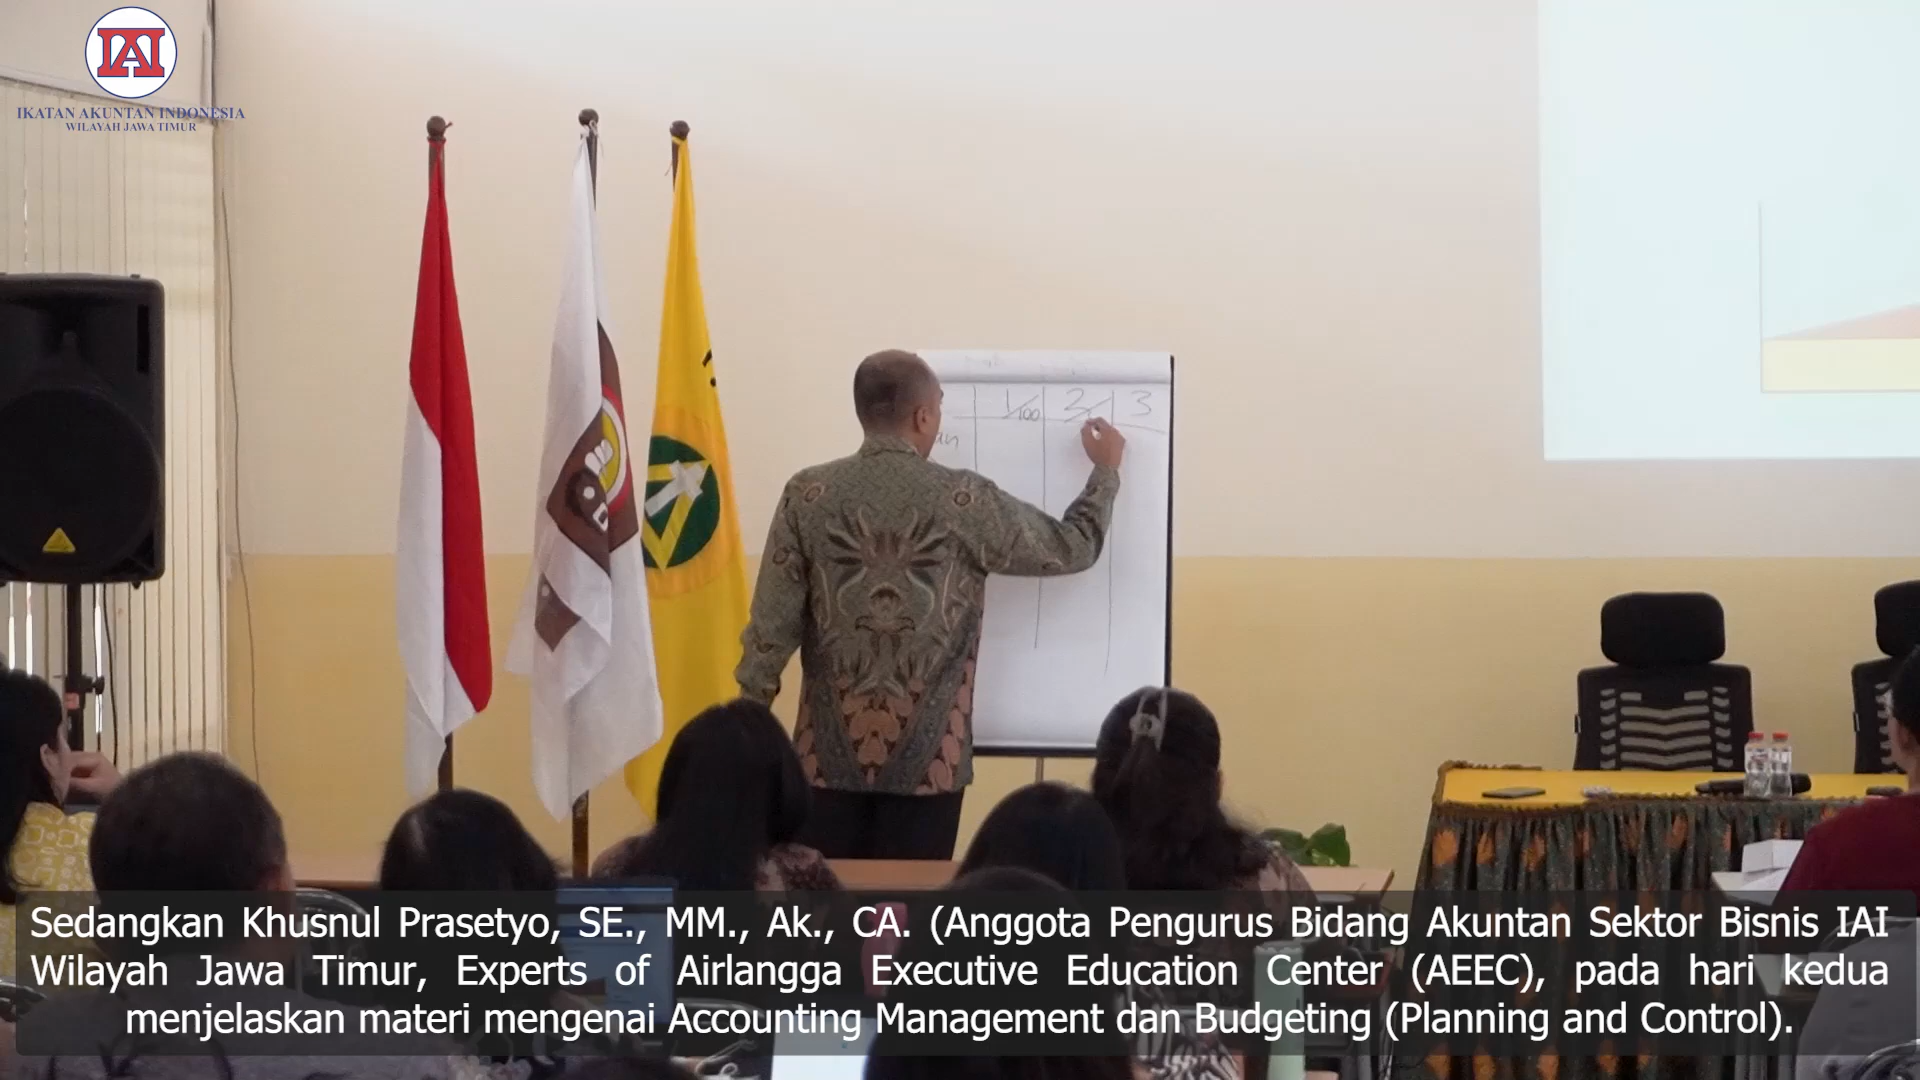 IAI
IKATAN AKUNTAN INDONESIA
WILAYAH JAWA TIMUR
1/100
2
3
an
Sedangkan Khusnul Prasetyo, SE., MM., Ak., CA. (Anggota Pengurus Bidang Akuntan Sektor Bisnis IAI
Wilayah Jawa Timur, Experts of Airlangga Executive Education Center (AEEC), pada hari kedua
menjelaskan materi mengenai Accounting Management dan Budgeting (Planning and Control).